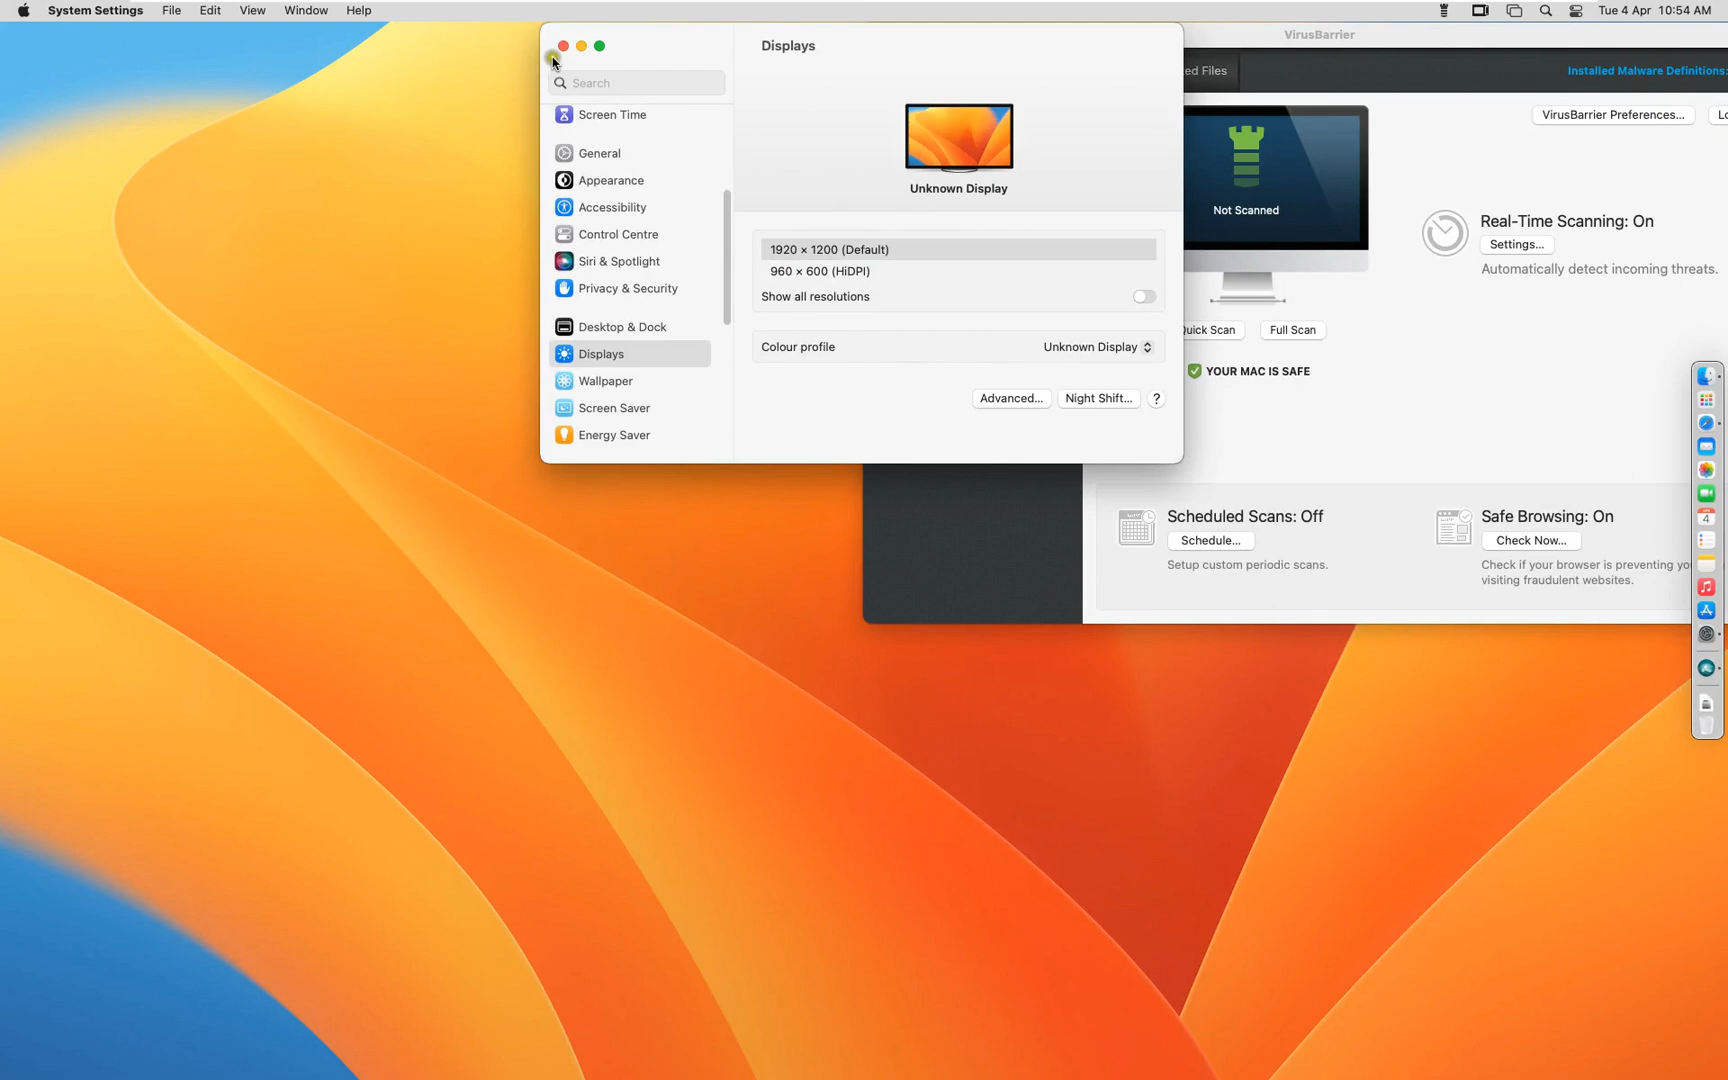 System Settings File Edit View Window Help Tue 4 Apr 10:54 AM
Displays
Search
Screen Time
General
Appearance
Accessibility
Control Centre
Siri & Spotlight
Privacy & Security
Desktop & Dock
Displays
Wallpaper
Screen Saver
Energy Saver
Unknown Display
1920 × 1200 (Default)
960 × 600 (HiDPI)
Show all resolutions
Colour profile Unknown Display
Advanced... Night Shift... ?
VirusBarrier
ed Files Installed Malware Definitions:
VirusBarrier Preferences... Lo
Not Scanned
Real-Time Scanning: On
Settings...
Automatically detect incoming threats.
uick Scan Full Scan
YOUR MAC IS SAFE
Scheduled Scans: Off
Schedule...
Setup custom periodic scans.
Safe Browsing: On
Check Now...
Check if your browser is preventing yo
visiting fraudulent websites.
4